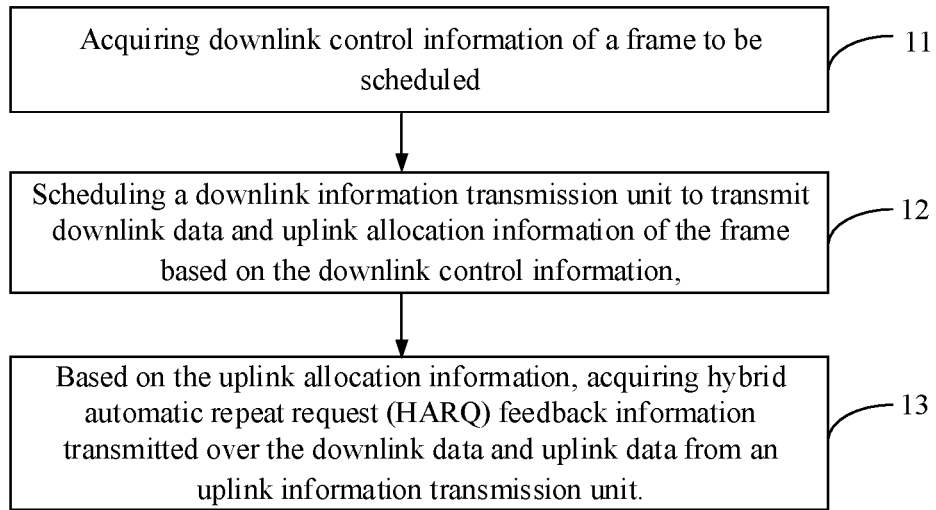 Acquiring downlink control information of a frame to be
scheduled
11
Scheduling a downlink information transmission unit to transmit
downlink data and uplink allocation information of the frame
based on the downlink control information,
12
Based on the uplink allocation information, acquiring hybrid
automatic repeat request (HARQ) feedback information
transmitted over the downlink data and uplink data from an
uplink information transmission unit.
13